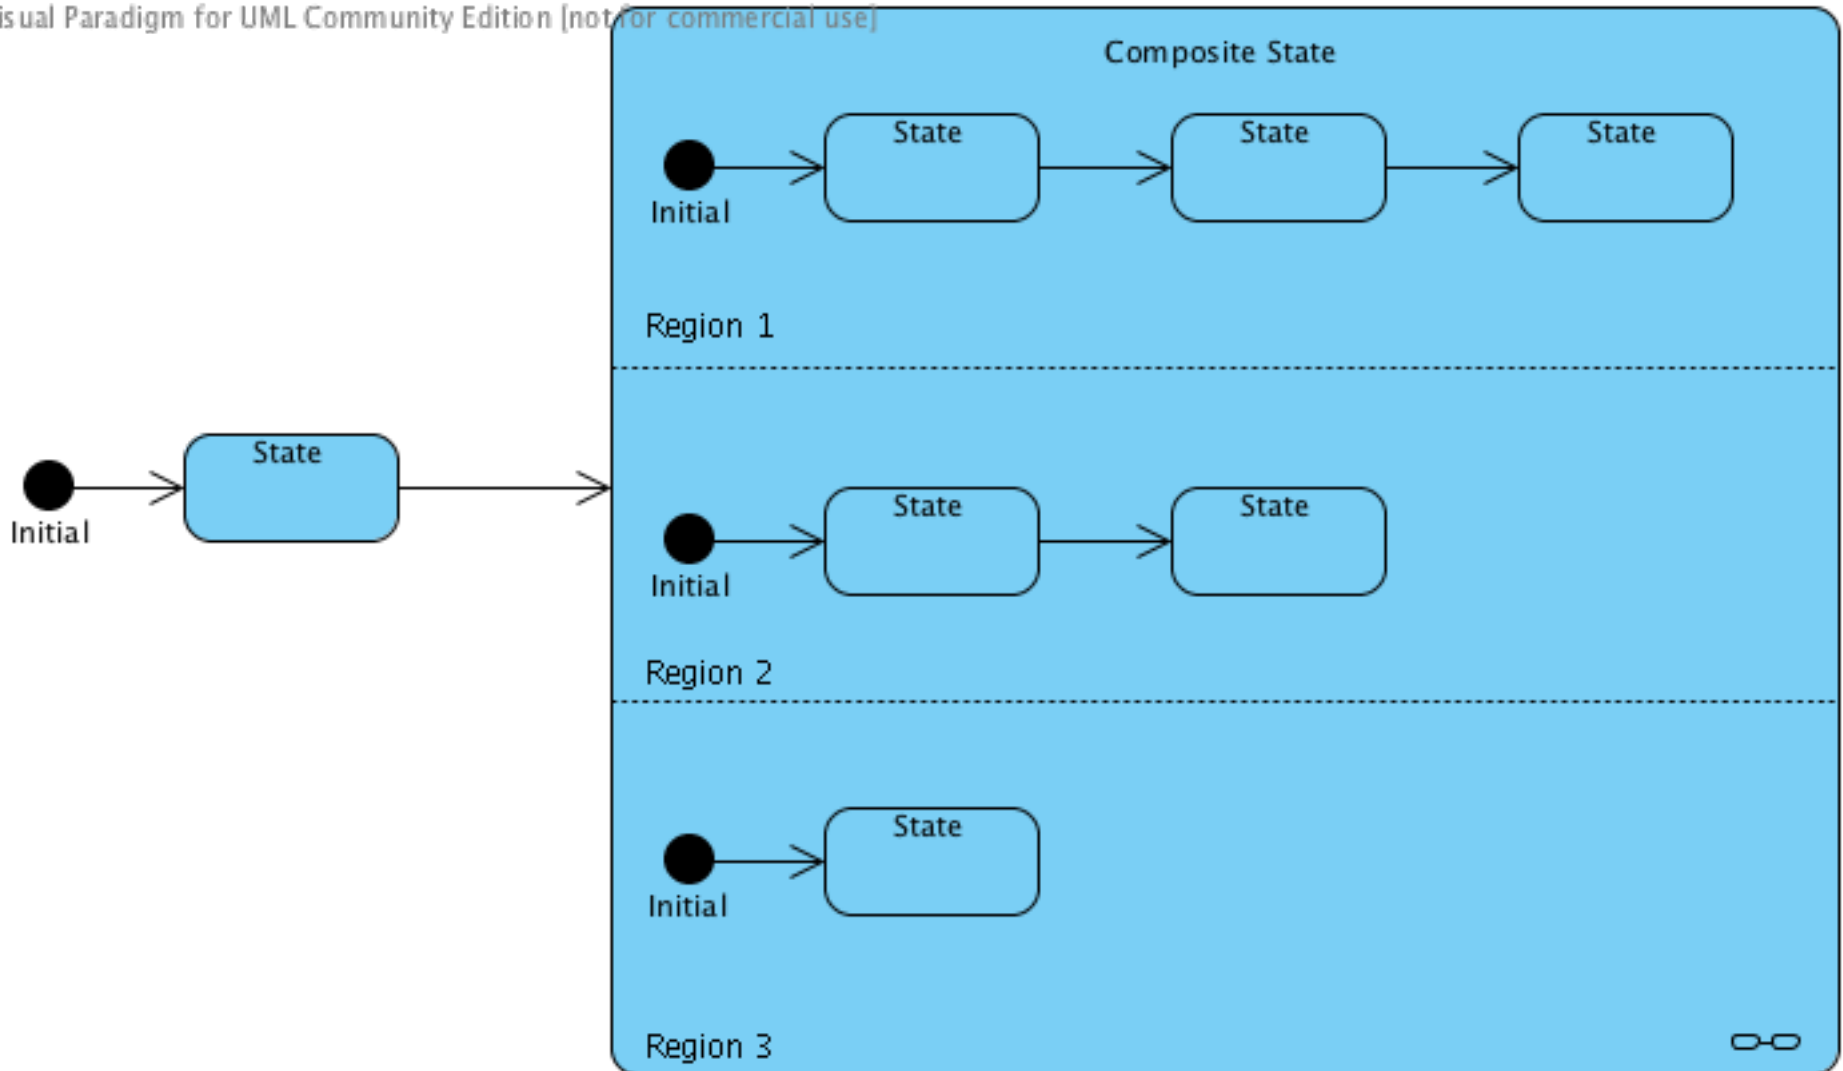 isual Paradigm for UML Community Edition [not for commercial use]
Composite State
State
State
State
Initial
Region 1
State
Initial
State
State
Initial
Region 2
State
Initial
Region 3